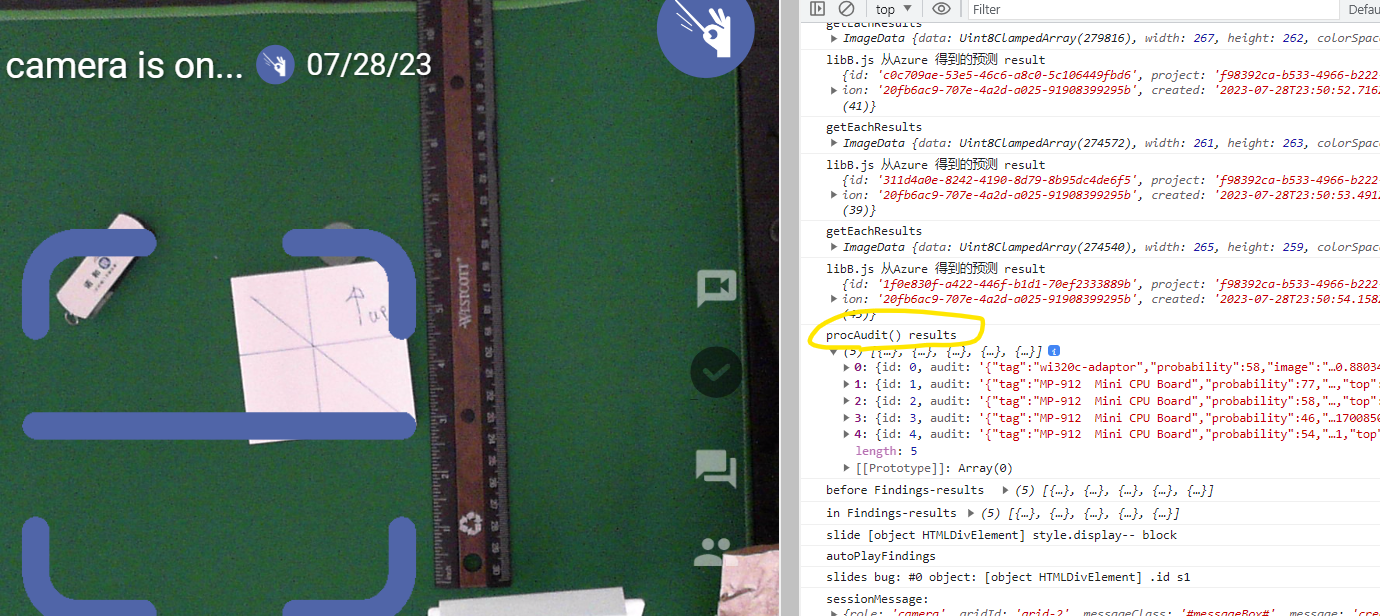 camera is on... 07/28/23
up
WESTCOTT
top
Filter
Defau
getEachResults
ImageData {data: Uint8ClampedArray(279816), width: 267, height: 262, colorSpac
libB.js 从Azure 得到的预测 result
{id: 'c0c709ae-53e5-46c6-a8c0-5c106449fbd6', project: 'f98392ca-b533-4966-b222-
ion: '20fb6ac9-707e-4a2d-a025-91908399295b', created: '2023-07-28T23:50:52.716Z
(41)}
getEachResults
ImageData {data: Uint8ClampedArray(274572), width: 261, height: 263, colorSpac
libB.js 从Azure 得到的预测 result
{id: '311d4a0e-8242-4190-8d79-8b95dc4de6f5', project: 'f98392ca-b533-4966-b222-
ion: '20fb6ac9-707e-4a2d-a025-91908399295b', created: '2023-07-28T23:50:53.491Z
(39)}
getEachResults
ImageData {data: Uint8ClampedArray(274540), width: 265, height: 259, colorSpac
libB.js 从Azure 得到的预测 result
{id: '1f0e830f-a422-446f-b1d1-70ef2333889b', project: 'f98392ca-b533-4966-b222-
ion: '20fb6ac9-707e-4a2d-a025-91908399295b', created: '2023-07-28T23:50:54.158Z
(45)}
procAudit() results
(5) [{…}, {…}, {…}, {…}, {…}]
0: {id: 0, audit: '{"tag":"wi320c-adaptor","probability":58,"image":"…0.88034
1: {id: 1, audit: '{"tag":"MP-912  Mini CPU Board","probability":77,"…,"top":
2: {id: 2, audit: '{"tag":"MP-912  Mini CPU Board","probability":58,"…,"top":
3: {id: 3, audit: '{"tag":"MP-912  Mini CPU Board","probability":46,"…1700850
4: {id: 4, audit: '{"tag":"MP-912  Mini CPU Board","probability":54,"…1,"top"
length: 5
[[Prototype]]: Array(0)
before Findings-results (5) [{…}, {…}, {…}, {…}, {…}]
in Findings-results (5) [{…}, {…}, {…}, {…}, {…}]
slide [object HTMLDivElement] style.display-- block
autoPlayFindings
slides bug: #0 object: [object HTMLDivElement] .id s1
sessionMessage:
{role: 'camera', gridId: 'grid-2', messageClass: '#messageBox#', message: 'cre